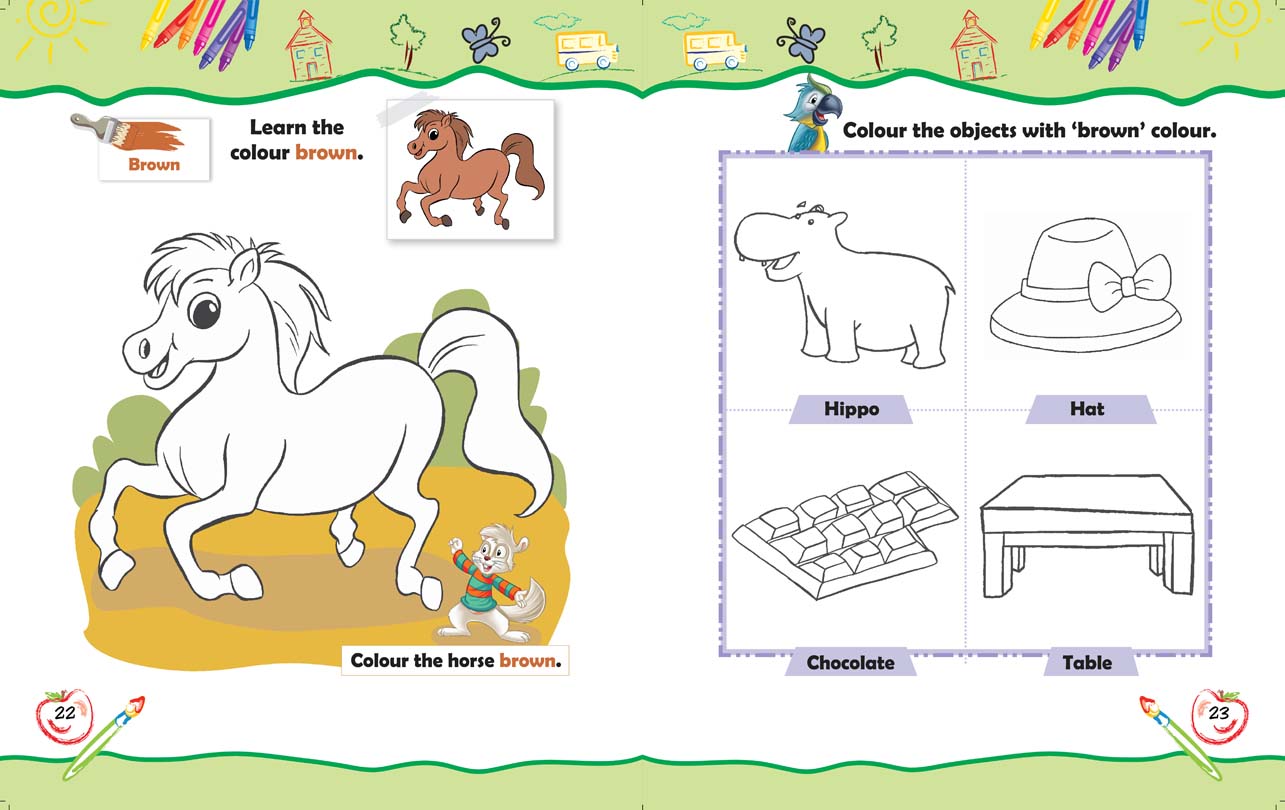 Brown
Learn the
colour brown.
Colour the horse brown.
22
Colour the objects with ‘brown’ colour.
Hippo
Hat
Chocolate
Table
23